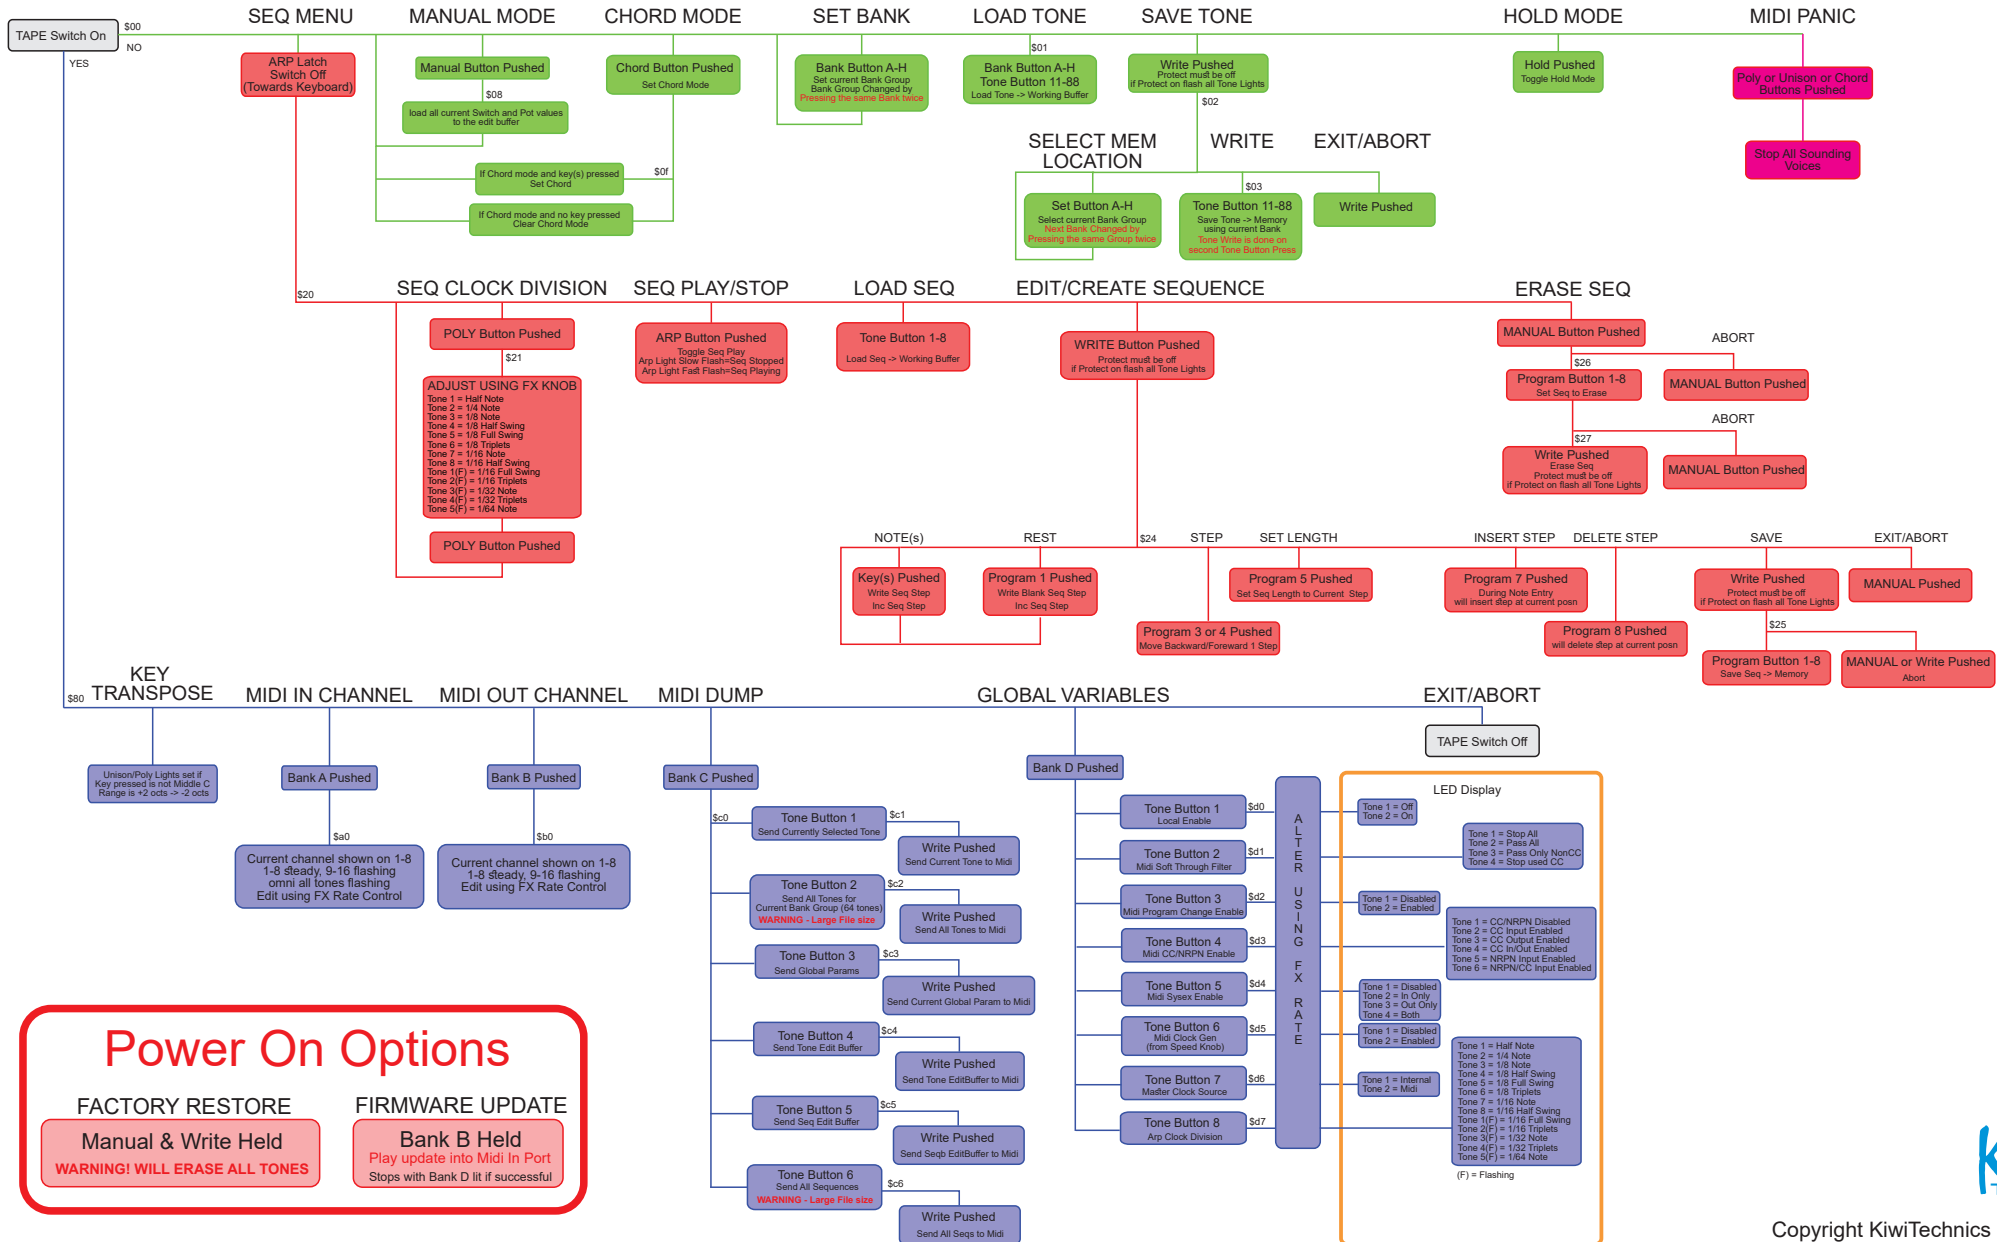 SEQ MENU
MANUAL MODE
CHORD MODE
SET BANK
LOAD TONE
SAVE TONE
HOLD MODE
MIDI PANIC
TAPE Switch On
$00
NO
YES
ARP Latch
Switch Off
(Towards Keyboard)
Manual Button Pushed
$08
load all current Switch and Pot values
to the edit buffer
Chord Button Pushed
Set Chord Mode
If Chord mode and key(s) pressed
Set Chord
$0f
If Chord mode and no key pressed
Clear Chord Mode
Bank Button A-H
Set current Bank Group
Bank Group Changed by
Pressing the same Bank twice
$01
Bank Button A-H
Tone Button 11-88
Load Tone -> Working Buffer
Write Pushed
Protect must be off
if Protect on flash all Tone Lights
$02
Hold Pushed
Toggle Hold Mode
Poly or Unison or Chord
Buttons Pushed
Stop All Sounding
Voices
SELECT MEM
LOCATION
WRITE
EXIT/ABORT
Set Button A-H
Select current Bank Group
Next Bank Changed by
Pressing the same Group twice
$03
Tone Button 11-88
Save Tone -> Memory
using current Bank
Tone Write is done on
second Tone Button Press
Write Pushed
$20
SEQ CLOCK DIVISION
SEQ PLAY/STOP
LOAD SEQ
EDIT/CREATE SEQUENCE
ERASE SEQ
POLY Button Pushed
$21
ADJUST USING FX KNOB
Tone 1 = Half Note
Tone 2 = 1/4 Note
Tone 3 = 1/8 Note
Tone 4 = 1/8 Half Swing
Tone 5 = 1/8 Full Swing
Tone 6 = 1/8 Triplets
Tone 7 = 1/16 Note
Tone 8 = 1/16 Half Swing
Tone 1(F) = 1/16 Full Swing
Tone 2(F) = 1/16 Triplets
Tone 3(F) = 1/32 Note
Tone 4(F) = 1/32 Triplets
Tone 5(F) = 1/64 Note
POLY Button Pushed
ARP Button Pushed
Toggle Seq Play
Arp Light Slow Flash=Seq Stopped
Arp Light Fast Flash=Seq Playing
Tone Button 1-8
Load Seq -> Working Buffer
WRITE Button Pushed
Protect must be off
if Protect on flash all Tone Lights
MANUAL Button Pushed
ABORT
$26
Program Button 1-8
Set Seq to Erase
MANUAL Button Pushed
ABORT
$27
Write Pushed
Erase Seq
Protect must be off
if Protect on flash all Tone Lights
MANUAL Button Pushed
NOTE(s)
REST
$24
STEP
SET LENGTH
INSERT STEP
DELETE STEP
SAVE
EXIT/ABORT
Key(s) Pushed
Write Seq Step
Inc Seq Step
Program 1 Pushed
Write Blank Seq Step
Inc Seq Step
Program 3 or 4 Pushed
Move Backward/Foreward 1 Step
Program 5 Pushed
Set Seq Length to Current Step
Program 7 Pushed
During Note Entry
will insert step at current posn
Program 8 Pushed
will delete step at current posn
Write Pushed
Protect must be off
if Protect on flash all Tone Lights
$25
MANUAL Pushed
Program Button 1-8
Save Seq -> Memory
MANUAL or Write Pushed
Abort
$80
KEY
TRANSPOSE
MIDI IN CHANNEL
MIDI OUT CHANNEL
MIDI DUMP
GLOBAL VARIABLES
EXIT/ABORT
Unison/Poly Lights set if
Key pressed is not Middle C
Range is +2 octs -> -2 octs
Bank A Pushed
$a0
Current channel shown on 1-8
1-8 steady, 9-16 flashing
omni all tones flashing
Edit using FX Rate Control
Bank B Pushed
$b0
Current channel shown on 1-8
1-8 steady, 9-16 flashing
Edit using FX Rate Control
Bank C Pushed
$c0
Tone Button 1
Send Currently Selected Tone
$c1
Write Pushed
Send Current Tone to Midi
Tone Button 2
Send All Tones for
Current Bank Group (64 tones)
WARNING - Large File size
$c2
Write Pushed
Send All Tones to Midi
Tone Button 3
Send Global Params
$c3
Write Pushed
Send Current Global Param to Midi
Tone Button 4
Send Tone Edit Buffer
$c4
Write Pushed
Send Tone EditBuffer to Midi
Tone Button 5
Send Seq Edit Buffer
$c5
Write Pushed
Send Seqb EditBuffer to Midi
Tone Button 6
Send All Sequences
WARNING - Large File size
$c6
Write Pushed
Send All Seqs to Midi
Bank D Pushed
Tone Button 1
Local Enable
$d0
Tone Button 2
Midi Soft Through Filter
$d1
Tone Button 3
Midi Program Change Enable
$d2
Tone Button 4
Midi CC/NRPN Enable
$d3
Tone Button 5
Midi Sysex Enable
$d4
Tone Button 6
Midi Clock Gen
(from Speed Knob)
$d5
Tone Button 7
Master Clock Source
$d6
Tone Button 8
Arp Clock Division
$d7
ALTER USING FX RATE
TAPE Switch Off
LED Display
Tone 1 = Off
Tone 2 = On
Tone 1 = Stop All
Tone 2 = Pass All
Tone 3 = Pass Only NonCC
Tone 4 = Stop used CC
Tone 1 = Disabled
Tone 2 = Enabled
Tone 1 = CC/NRPN Disabled
Tone 2 = CC Input Enabled
Tone 3 = CC Output Enabled
Tone 4 = CC In/Out Enabled
Tone 5 = NRPN Input Enabled
Tone 6 = NRPN/CC Input Enabled
Tone 1 = Disabled
Tone 2 = In Only
Tone 3 = Out Only
Tone 4 = Both
Tone 1 = Disabled
Tone 2 = Enabled
Tone 1 = Internal
Tone 2 = Midi
Tone 1 = Half Note
Tone 2 = 1/4 Note
Tone 3 = 1/8 Note
Tone 4 = 1/8 Half Swing
Tone 5 = 1/8 Full Swing
Tone 6 = 1/8 Triplets
Tone 7 = 1/16 Note
Tone 8 = 1/16 Half Swing
Tone 1(F) = 1/16 Full Swing
Tone 2(F) = 1/16 Triplets
Tone 3(F) = 1/32 Note
Tone 4(F) = 1/32 Triplets
Tone 5(F) = 1/64 Note
(F) = Flashing
Power On Options
FACTORY RESTORE
Manual & Write Held
WARNING! WILL ERASE ALL TONES
FIRMWARE UPDATE
Bank B Held
Play update into Midi In Port
Stops with Bank D lit if successful
Copyright KiwiTechnics